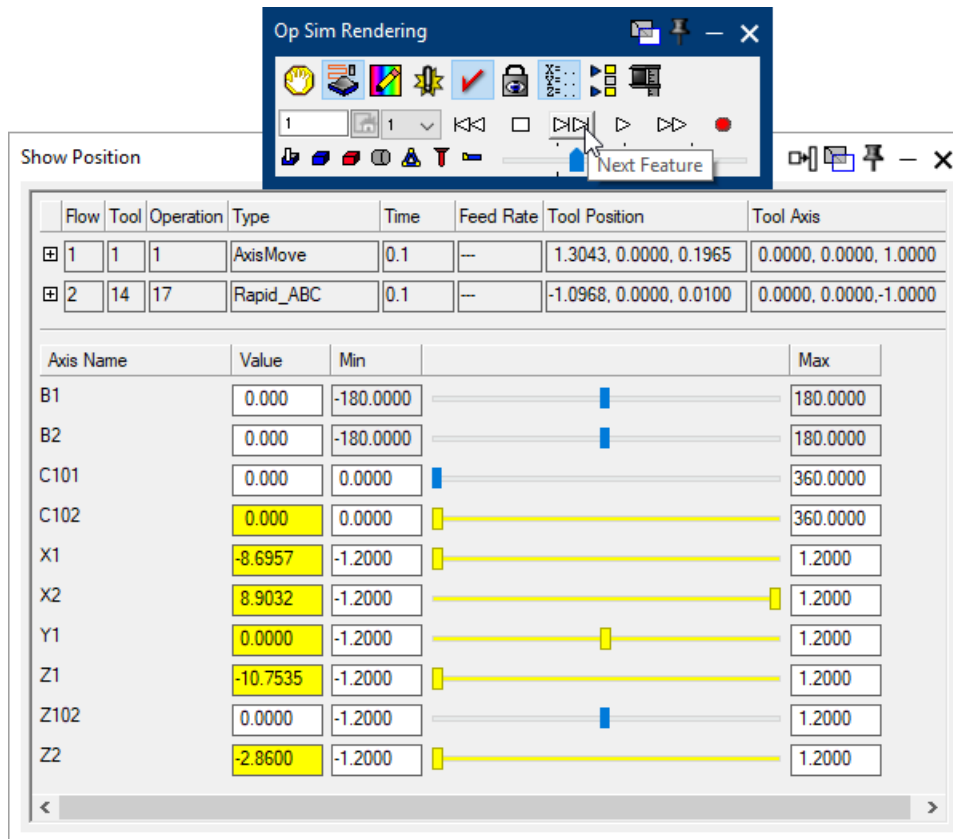 Op Sim Rendering
X=
Z=
1 1
Next Feature
Show Position
Flow Tool Operation Type Time Feed Rate Tool Position Tool Axis
1 1 1 AxisMove 0.1 --- 1.3043, 0.0000, 0.1965 0.0000, 0.0000, 1.0000
2 14 17 Rapid_ABC 0.1 --- -1.0968, 0.0000, 0.0100 0.0000, 0.0000,-1.0000
Axis Name Value Min Max
B1 0.000 -180.0000 180.0000
B2 0.000 -180.0000 180.0000
C101 0.000 0.0000 360.0000
C102 0.000 0.0000 360.0000
X1 -8.6957 -1.2000 1.2000
X2 8.9032 -1.2000 1.2000
Y1 0.0000 -1.2000 1.2000
Z1 -10.7535 -1.2000 1.2000
Z102 0.0000 -1.2000 1.2000
Z2 -2.8600 -1.2000 1.2000